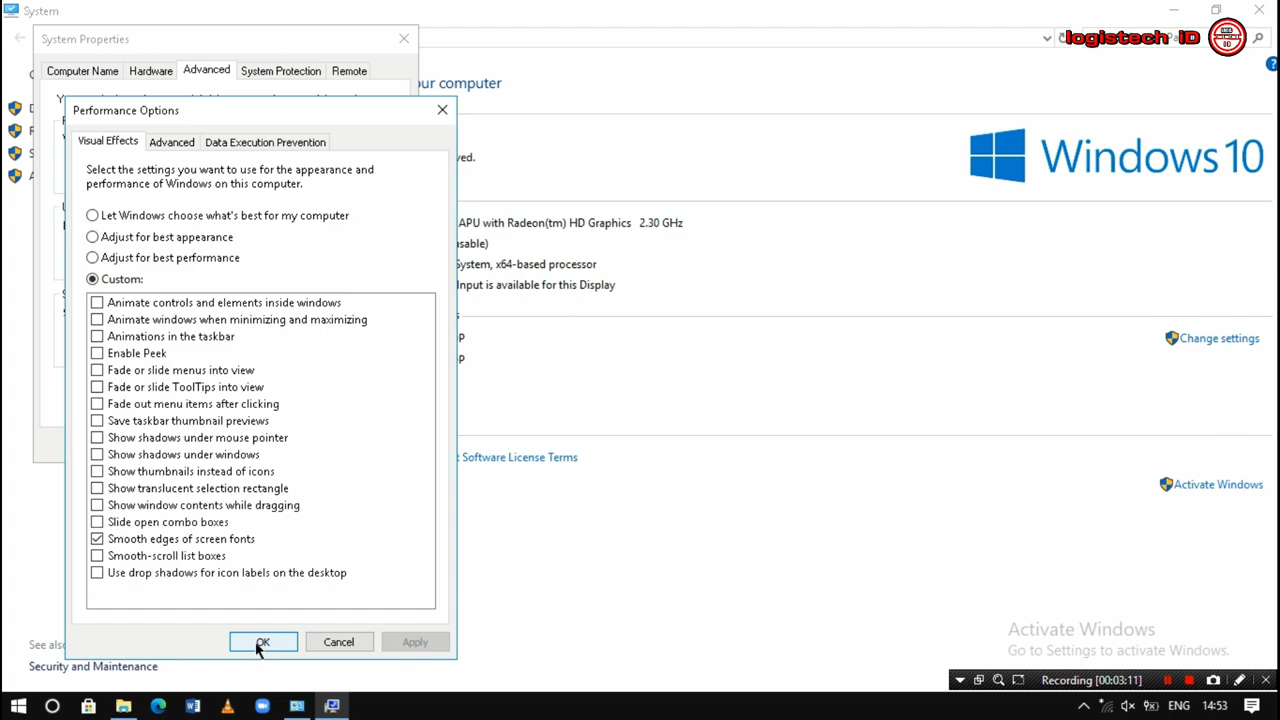 System
System Properties
logistech iD
Computer Name Hardware Advanced System Protection Remote
our computer
Performance Options
Visual Effects Advanced Data Execution Prevention
Select the settings you want to use for the appearance and
performance of Windows on this computer.
Let Windows choose what's best for my computer
Adjust for best appearance
Adjust for best performance
Custom:
Animate controls and elements inside windows
Animate windows when minimizing and maximizing
Animations in the taskbar
Enable Peek
Fade or slide menus into view
Fade or slide ToolTips into view
Fade out menu items after clicking
Save taskbar thumbnail previews
Show shadows under mouse pointer
Show shadows under windows
Show thumbnails instead of icons
Show translucent selection rectangle
Show window contents while dragging
Slide open combo boxes
Smooth edges of screen fonts
Smooth-scroll list boxes
Use drop shadows for icon labels on the desktop
OK Cancel Apply
ved.
Windows 10
APU with Radeon(tm) HD Graphics 2.30 GHz
usable)
System, x64-based processor
Input is available for this Display
Change settings
t Software License Terms
Activate Windows
See also
Security and Maintenance
Activate Windows
Go to Settings to activate Windows.
Recording [00:03:11]
ENG 14:53